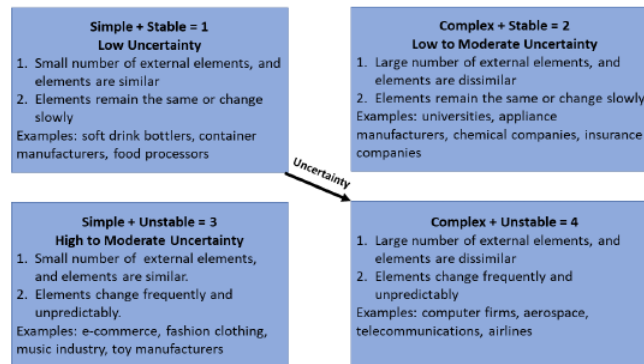 Simple + Stable = 1
Low Uncertainty
1. Small number of external elements, and
elements are similar
2. Elements remain the same or change
slowly
Examples: soft drink bottlers, container
manufacturers, food processors
Complex + Stable = 2
Low to Moderate Uncertainty
1. Large number of external elements, and
elements are dissimilar
2. Elements remain the same or change slowly
Examples: universities, appliance
manufacturers, chemical companies, insurance
companies
Uncertainty
Simple + Unstable = 3
High to Moderate Uncertainty
1. Small number of external elements,
and elements are similar.
2. Elements change frequently and
unpredictably.
Examples: e-commerce, fashion clothing,
music industry, toy manufacturers
Complex + Unstable = 4
1. Large number of external elements, and
elements are dissimilar
2. Elements change frequently and
unpredictably
Examples: computer firms, aerospace,
telecommunications, airlines